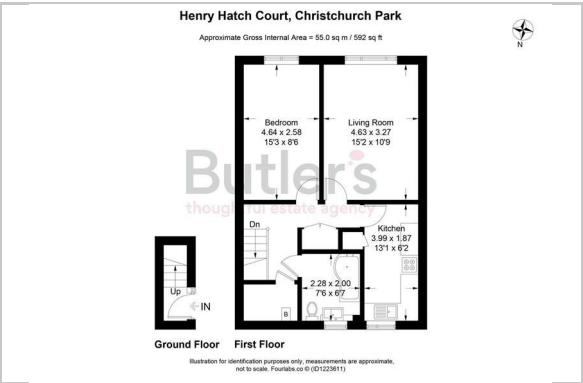 Henry Hatch Court, Christchurch Park
Approximate Gross Internal Area = 55.0 sq m / 592 sq ft
N
Bedroom
4.64 x 2.58
15'3 x 8'6
Living Room
4.63 x 3.27
15'2 x 10'9
Butler's
thoughtful estate agency
Dn
Kitchen
3.99 x 1.87
13'1 x 6'2
2.28 x 2.00
7'6 x 6'7
B
Up
IN
Ground Floor
First Floor
Illustration for identification purposes only, measurements are approximate,
not to scale. Fourlabs.co © (ID1223611)